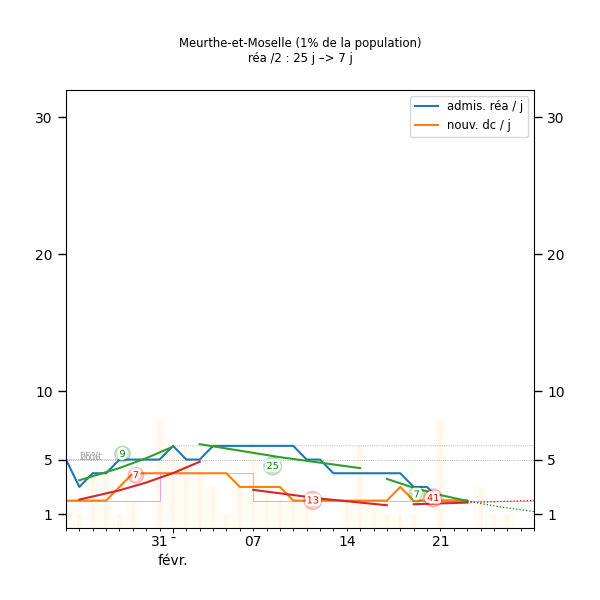 Meurthe-et-Moselle (1% de la population)
réa /2 : 25 j –> 7 j
admis. réa / j
nouv. dc / j
30 30
20 20
10 10
5 5
1 1
9
7
25
13
7
41
31 - 07 14 21
févr.